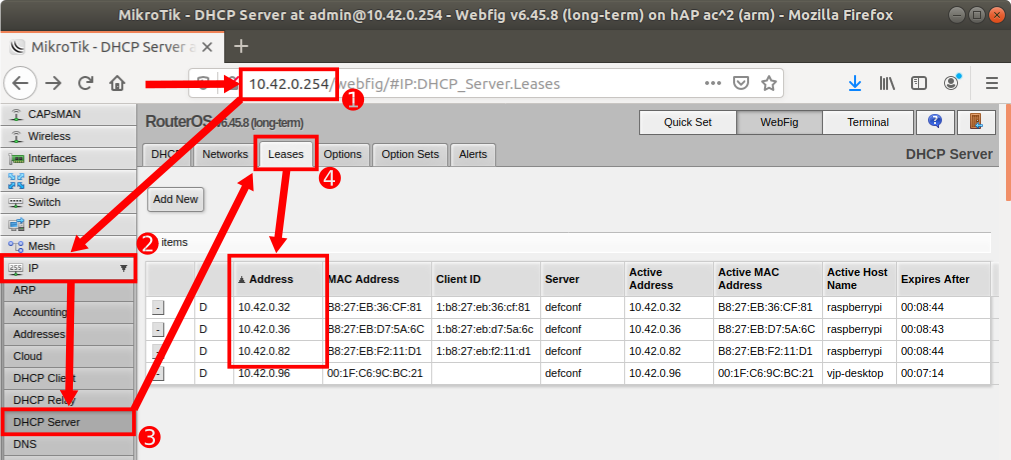 MikroTik - DHCP Server at admin@10.42.0.254 - Webfig v6.45.8 (long-term) on hAP ac^2 (arm) - Mozilla Firefox
MikroTik - DHCP Server a
10.42.0.254/webfig/#IP:DHCP_Server.Leases
1
CAPsMAN
Wireless
Interfaces
Bridge
Switch
PPP
Mesh
2
IP
ARP
Accounting
Addresses
Cloud
DHCP Client
DHCP Relay
DHCP Server
3
DNS
RouterOS v6.45.8 (long-term)
Quick Set WebFig Terminal
DHCP Networks Leases Options Option Sets Alerts
DHCP Server
4
Add New
items
Address MAC Address Client ID Server Active Address Active MAC Address Active Host Name Expires After
- D 10.42.0.32 B8:27:EB:36:CF:81 1:b8:27:eb:36:cf:81 defconf 10.42.0.32 B8:27:EB:36:CF:81 raspberrypi 00:08:44
- D 10.42.0.36 B8:27:EB:D7:5A:6C 1:b8:27:eb:d7:5a:6c defconf 10.42.0.36 B8:27:EB:D7:5A:6C raspberrypi 00:08:43
- D 10.42.0.82 B8:27:EB:F2:11:D1 1:b8:27:eb:f2:11:d1 defconf 10.42.0.82 B8:27:EB:F2:11:D1 raspberrypi 00:08:44
- D 10.42.0.96 00:1F:C6:9C:BC:21 defconf 10.42.0.96 00:1F:C6:9C:BC:21 vjp-desktop 00:07:14